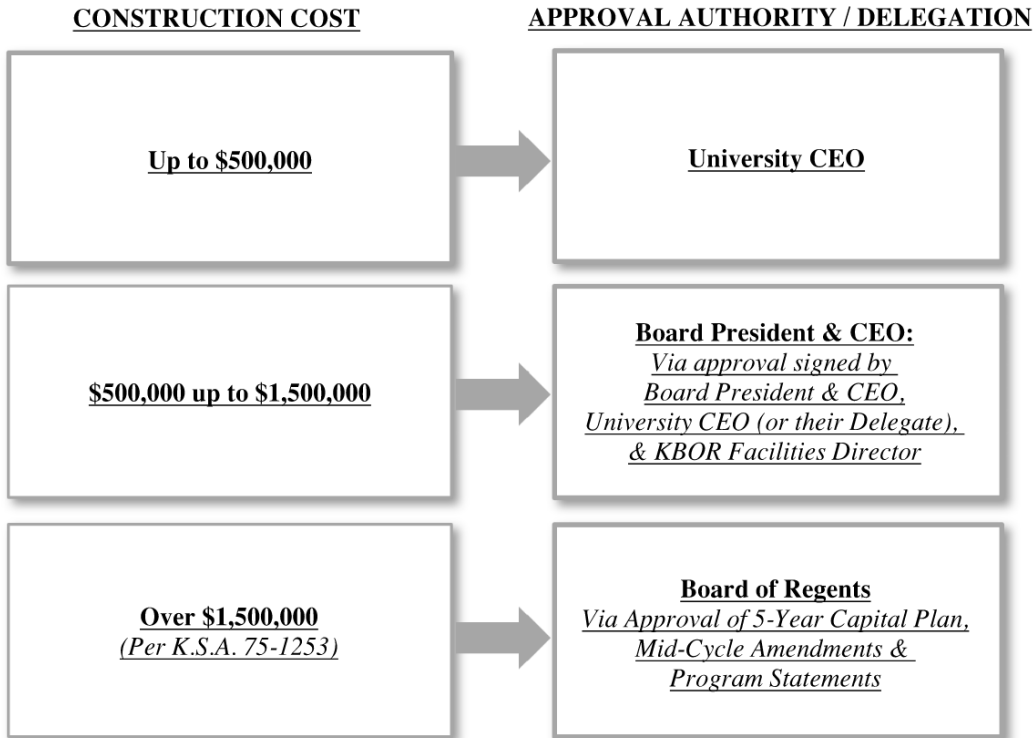 CONSTRUCTION COST
APPROVAL AUTHORITY / DELEGATION
Up to $500,000
University CEO
$500,000 up to $1,500,000
Board President & CEO:
Via approval signed by
Board President & CEO,
University CEO (or their Delegate),
& KBOR Facilities Director
Over $1,500,000
(Per K.S.A. 75-1253)
Board of Regents
Via Approval of 5-Year Capital Plan,
Mid-Cycle Amendments &
Program Statements